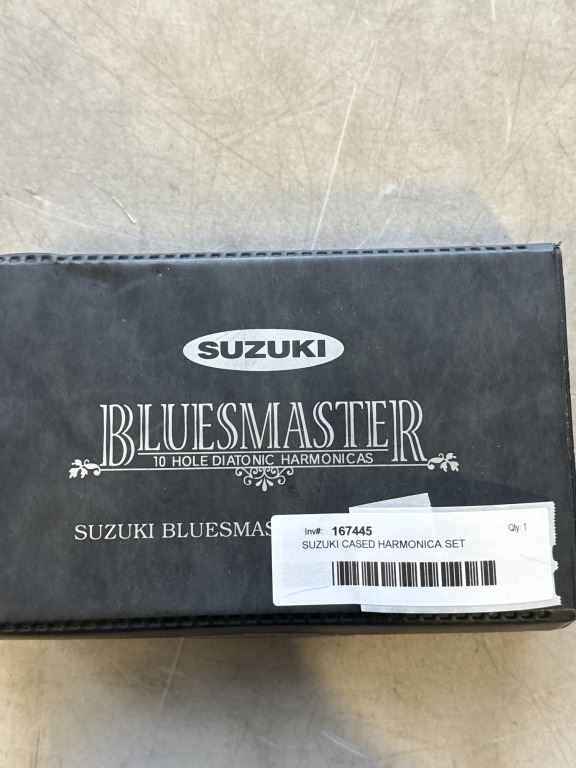 SUZUKI
BLUESMASTER
10 HOLE DIATONIC HARMONICAS
SUZUKI BLUESMAS
Inv#: 167445 Qty: 1
SUZUKI CASED HARMONICA SET